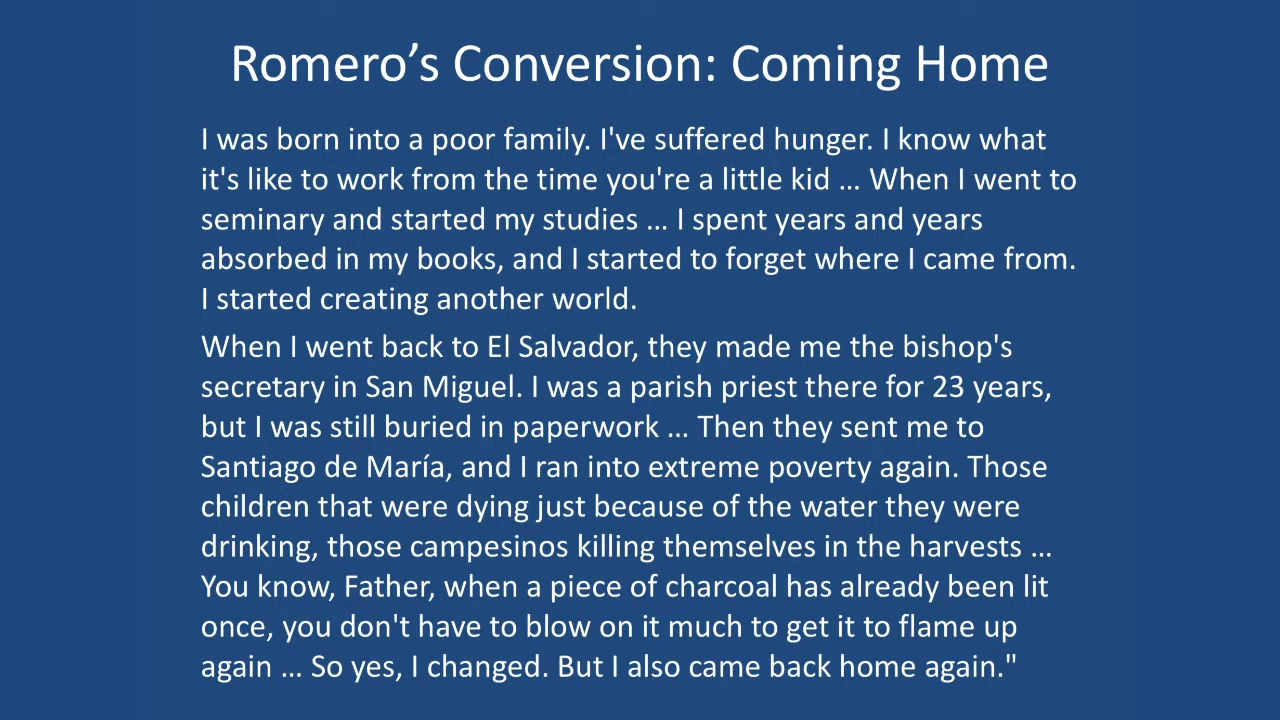 Romero’s Conversion: Coming Home
I was born into a poor family. I've suffered hunger. I know what
it's like to work from the time you're a little kid … When I went to
seminary and started my studies … I spent years and years
absorbed in my books, and I started to forget where I came from.
I started creating another world.
When I went back to El Salvador, they made me the bishop's
secretary in San Miguel. I was a parish priest there for 23 years,
but I was still buried in paperwork … Then they sent me to
Santiago de María, and I ran into extreme poverty again. Those
children that were dying just because of the water they were
drinking, those campesinos killing themselves in the harvests …
You know, Father, when a piece of charcoal has already been lit
once, you don't have to blow on it much to get it to flame up
again … So yes, I changed. But I also came back home again."